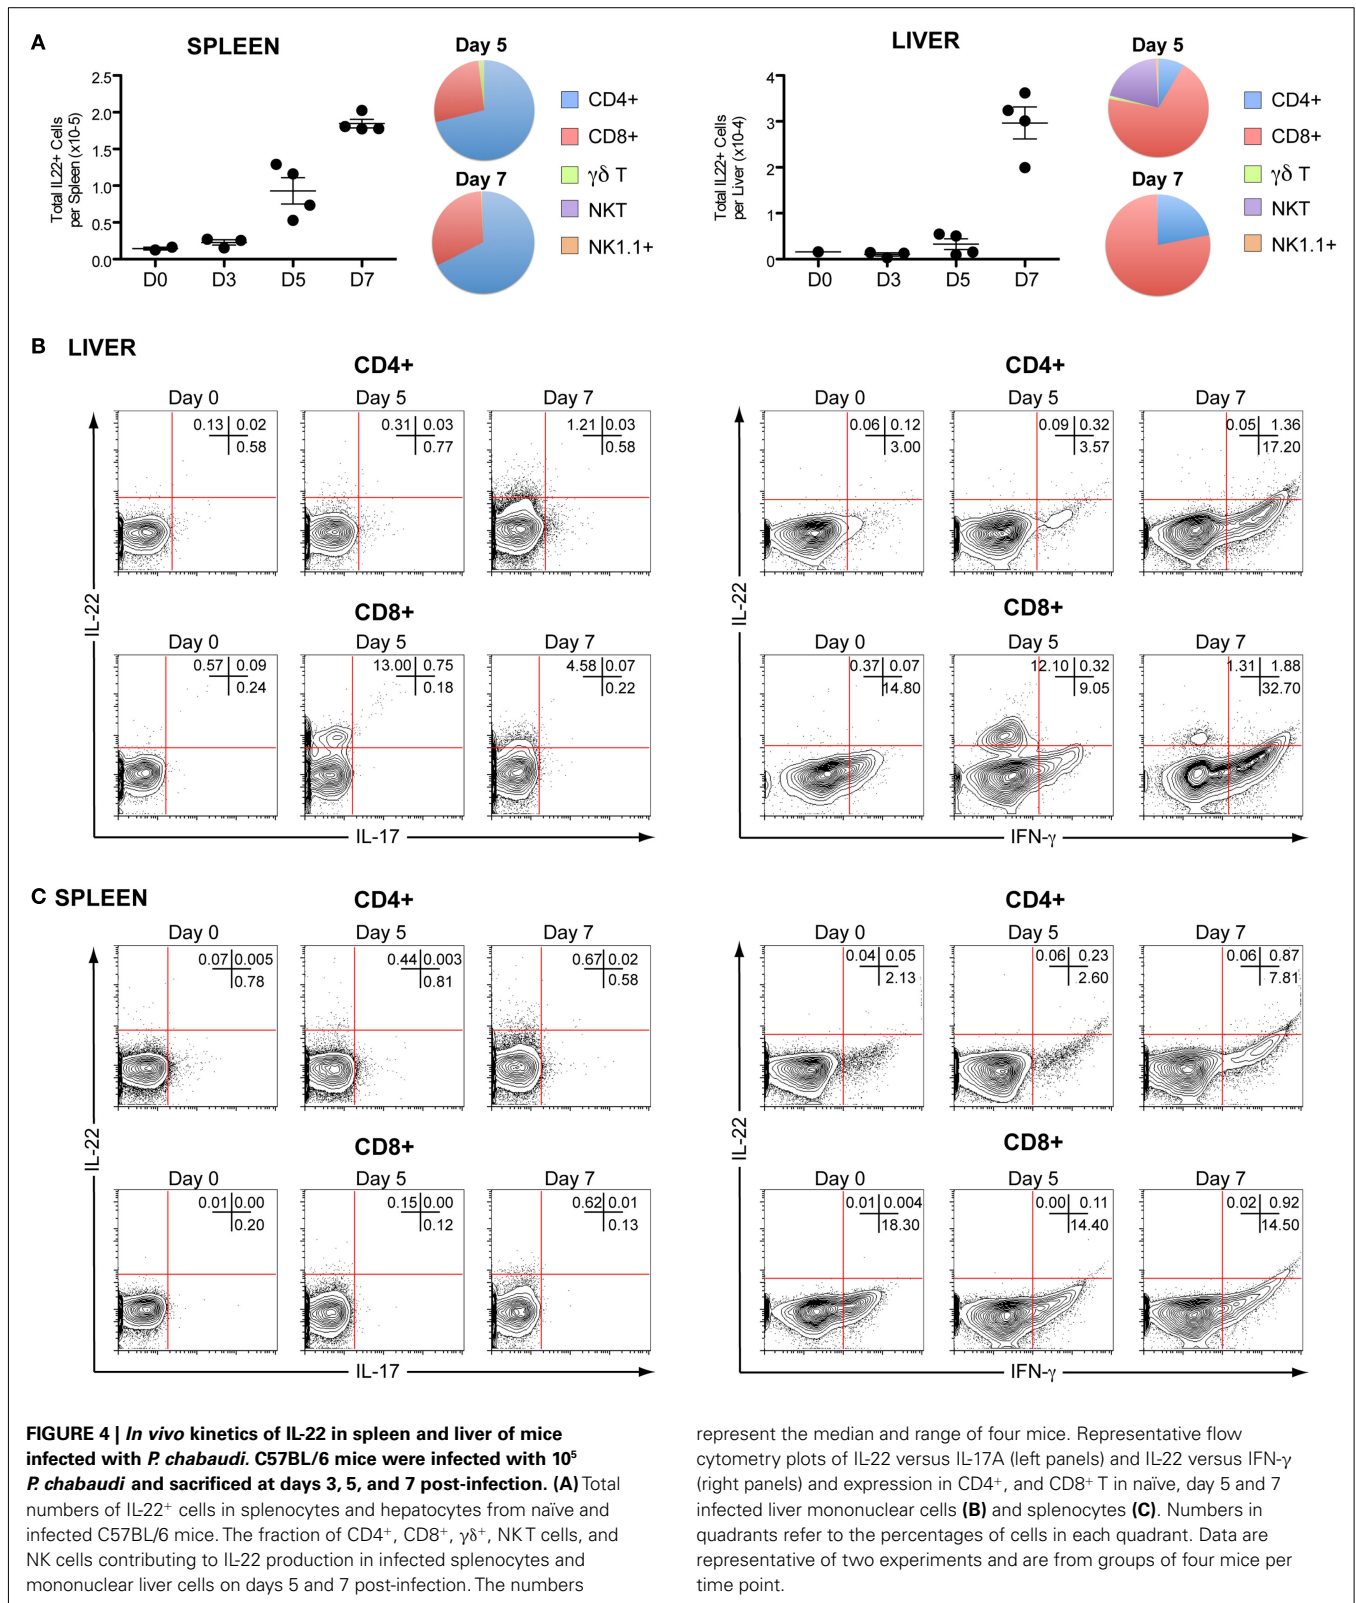 A
SPLEEN
Total IL22+ Cells
per Spleen (x10-5)
2.5
2.0
1.5
1.0
0.5
0.0
D0 D3 D5 D7
Day 5
Day 7
CD4+
CD8+
γδ T
NKT
NK1.1+
LIVER
Total IL22+ Cells
per Liver (x10-4)
4
3
2
1
0
D0 D3 D5 D7
Day 5
Day 7
CD4+
CD8+
γδ T
NKT
NK1.1+
B LIVER
CD4+
Day 0 Day 5 Day 7
0.13 0.02
0.58
0.31 0.03
0.77
1.21 0.03
0.58
CD8+
Day 0 Day 5 Day 7
0.57 0.09
0.24
13.00 0.75
0.18
4.58 0.07
0.22
IL-22
IL-17
CD4+
Day 0 Day 5 Day 7
0.06 0.12
3.00
0.09 0.32
3.57
0.05 1.36
17.20
CD8+
Day 0 Day 5 Day 7
0.37 0.07
14.80
12.10 0.32
9.05
1.31 1.88
32.70
IL-22
IFN-γ
C SPLEEN
CD4+
Day 0 Day 5 Day 7
0.07 0.005
0.78
0.44 0.003
0.81
0.67 0.02
0.58
CD8+
Day 0 Day 5 Day 7
0.01 0.00
0.20
0.15 0.00
0.12
0.62 0.01
0.13
IL-22
IL-17
CD4+
Day 0 Day 5 Day 7
0.04 0.05
2.13
0.06 0.23
2.60
0.06 0.87
7.81
CD8+
Day 0 Day 5 Day 7
0.01 0.004
18.30
0.00 0.11
14.40
0.02 0.92
14.50
IL-22
IFN-γ
FIGURE 4 | In vivo kinetics of IL-22 in spleen and liver of mice
infected with P. chabaudi. C57BL/6 mice were infected with 10⁵
P. chabaudi and sacrificed at days 3, 5, and 7 post-infection. (A) Total
numbers of IL-22⁺ cells in splenocytes and hepatocytes from naïve and
infected C57BL/6 mice. The fraction of CD4⁺, CD8⁺, γδ⁺, NKT cells, and
NK cells contributing to IL-22 production in infected splenocytes and
mononuclear liver cells on days 5 and 7 post-infection. The numbers
represent the median and range of four mice. Representative flow
cytometry plots of IL-22 versus IL-17A (left panels) and IL-22 versus IFN-γ
(right panels) and expression in CD4⁺, and CD8⁺ T in naïve, day 5 and 7
infected liver mononuclear cells (B) and splenocytes (C). Numbers in
quadrants refer to the percentages of cells in each quadrant. Data are
representative of two experiments and are from groups of four mice per
time point.